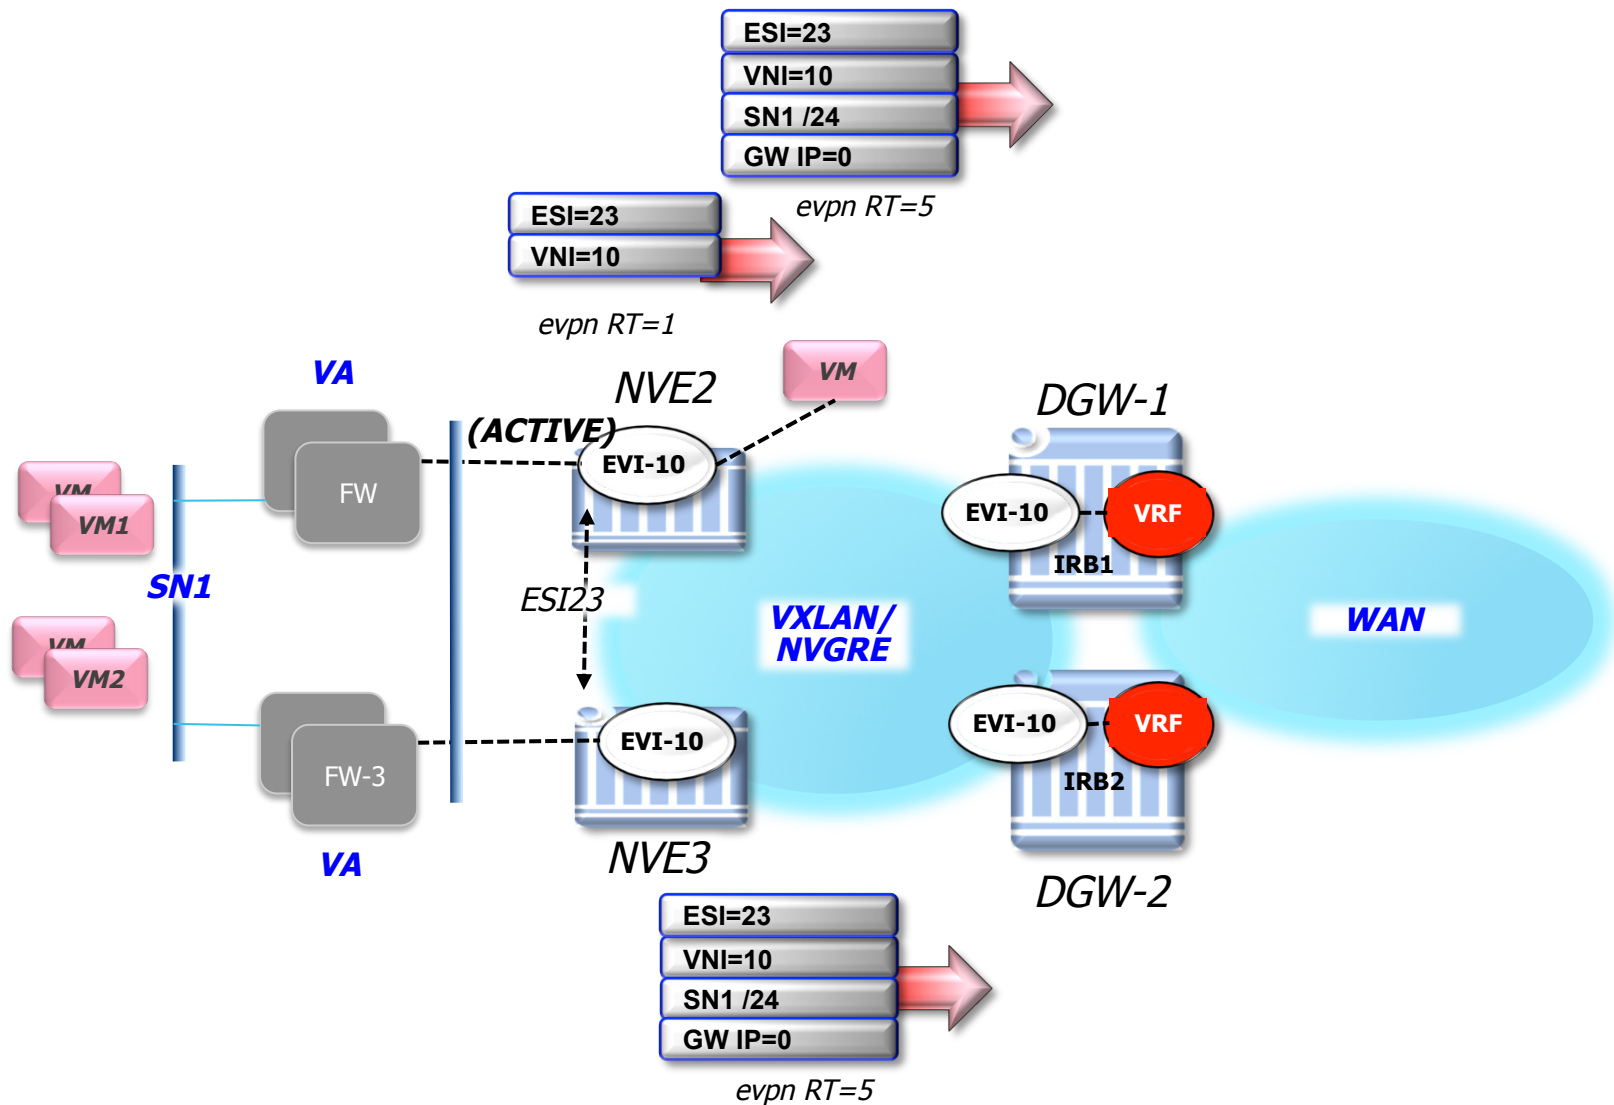 ESI=23
VNI=10
SN1 /24
GW IP=0
evpn RT=5
ESI=23
VNI=10
evpn RT=1
VA
NVE2
VM
DGW-1
(ACTIVE)
EVI-10
FW
VM
VM1
EVI-10
VRF
IRB1
SN1
ESI23
VXLAN/
NVGRE
WAN
VM
VM2
EVI-10
VRF
IRB2
EVI-10
FW-3
VA
NVE3
DGW-2
ESI=23
VNI=10
SN1 /24
GW IP=0
evpn RT=5